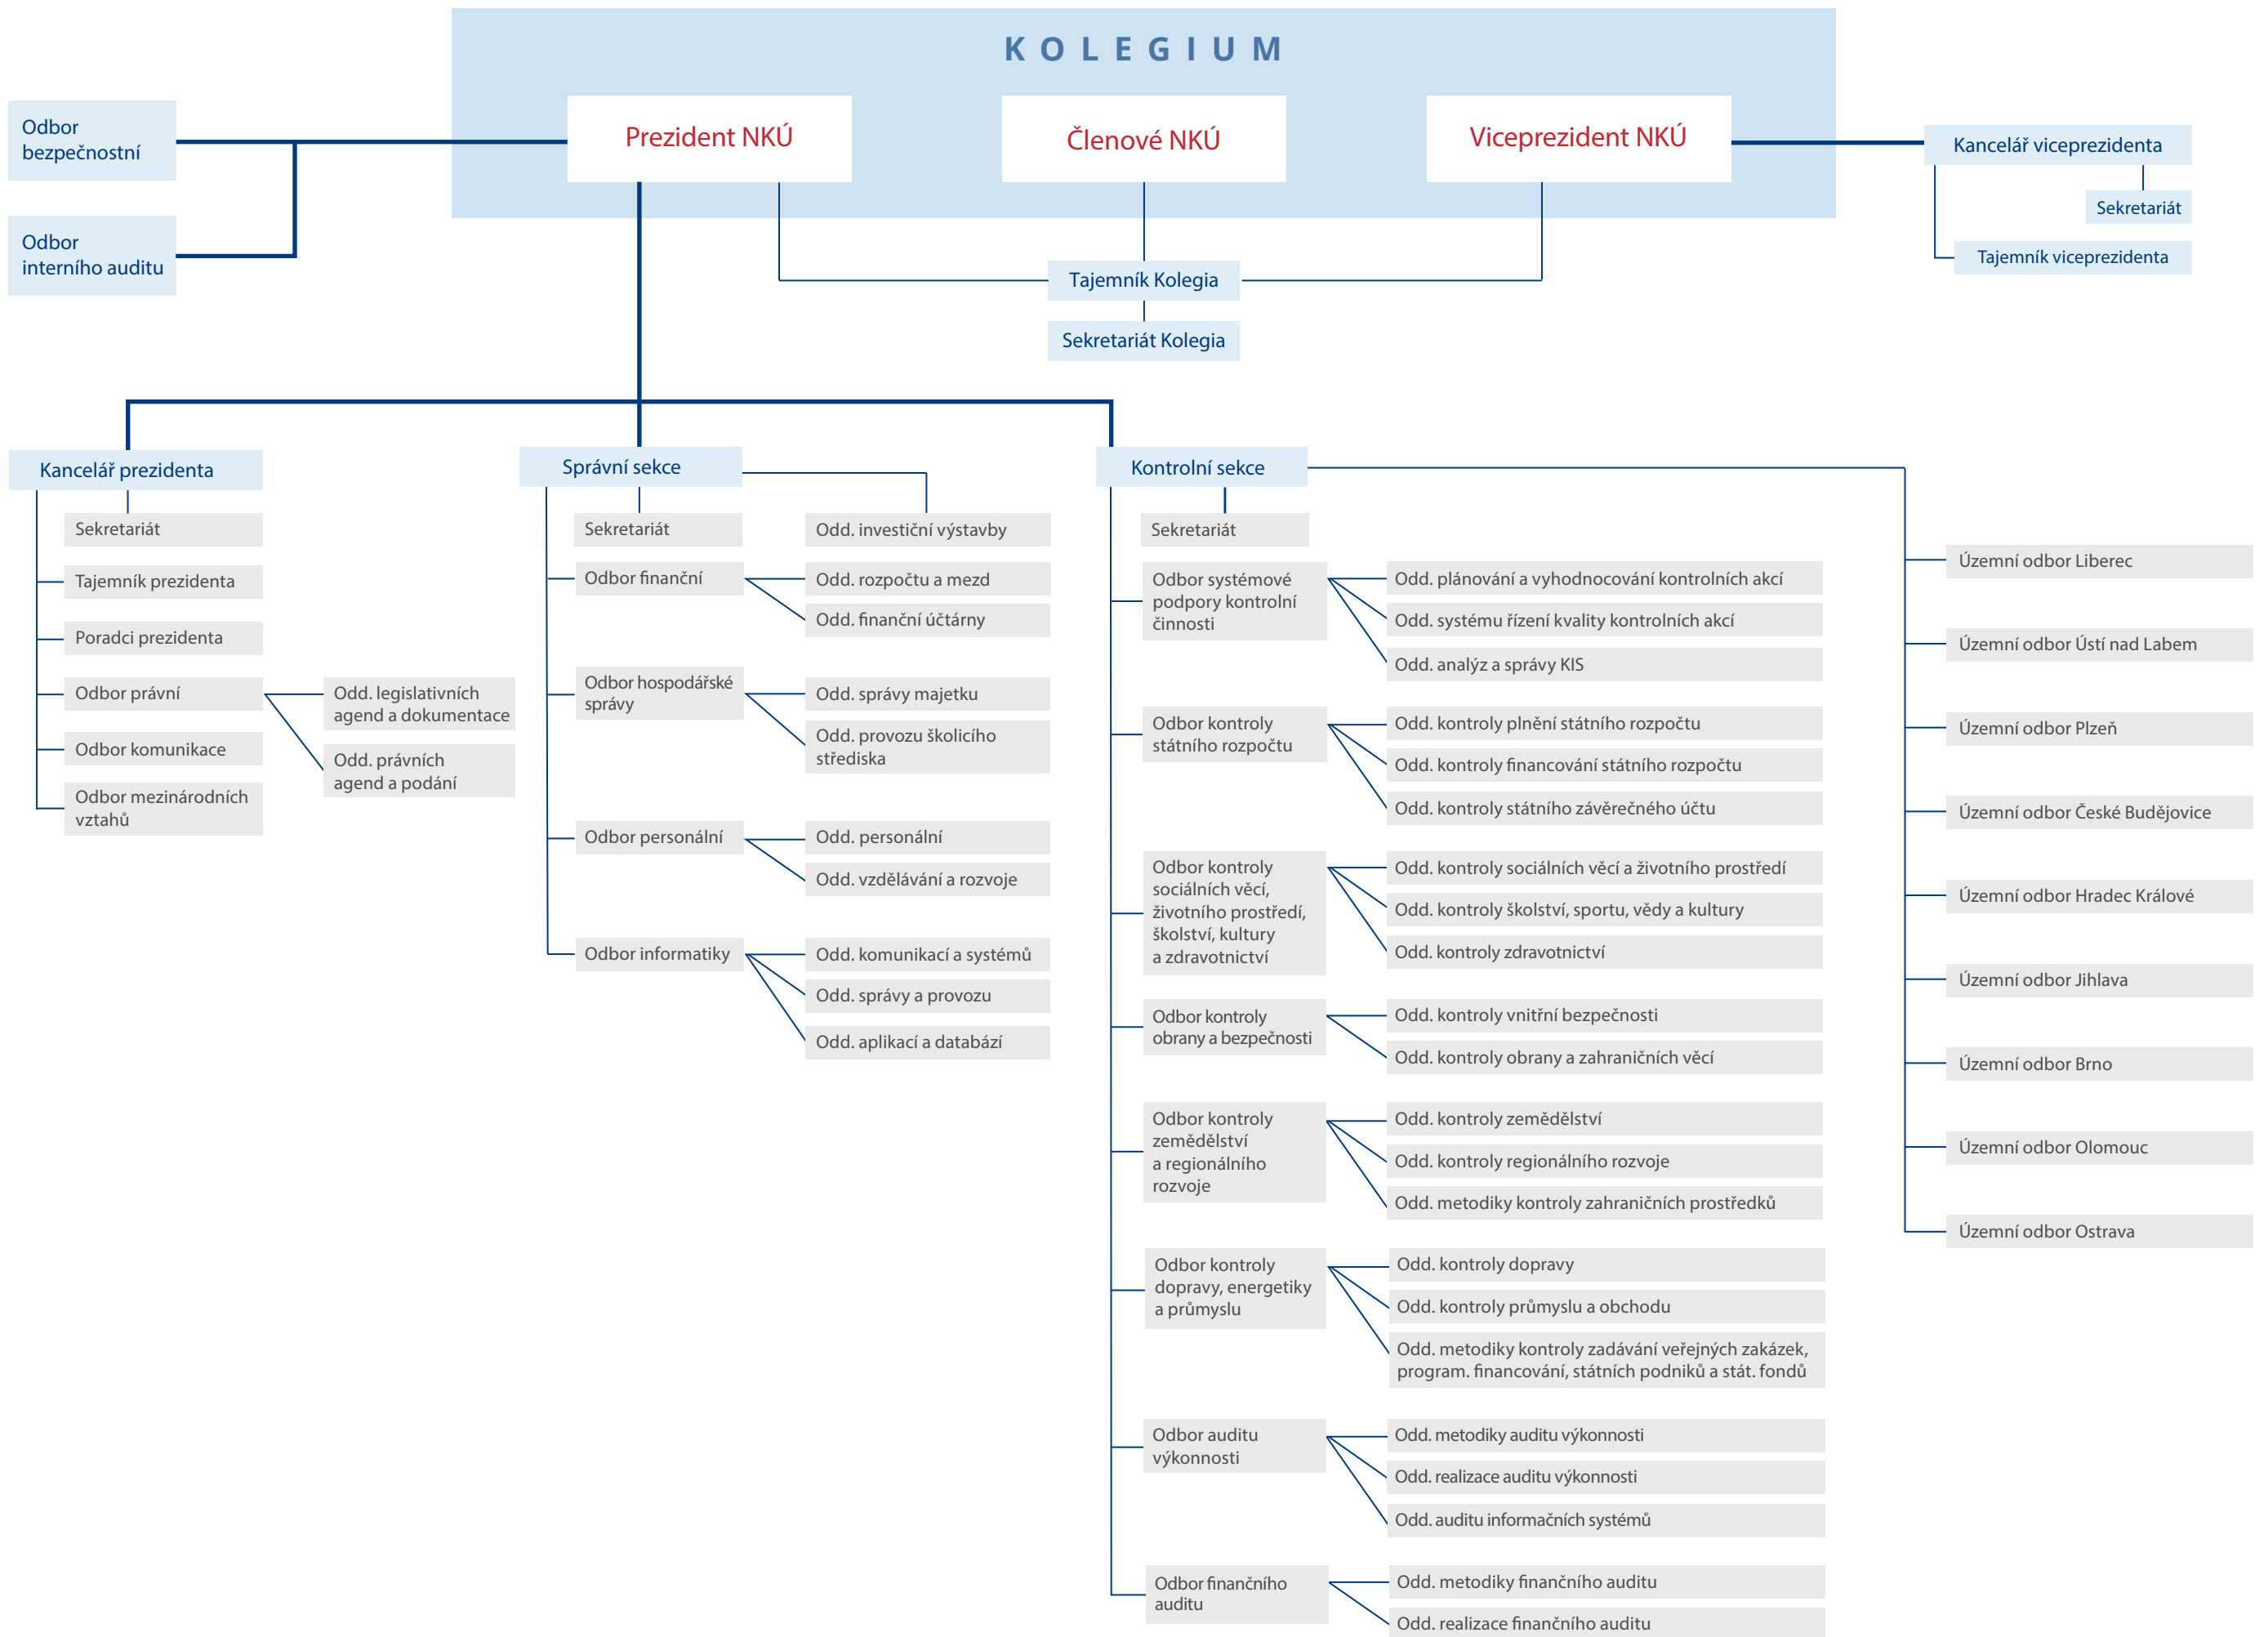 KOLEGIUM
Odbor
bezpečnostní
Prezident NKÚ
Členové NKÚ
Viceprezident NKÚ
Kancelář viceprezidenta
Sekretariát
Tajemník viceprezidenta
Odbor
interního auditu
Tajemník Kolegia
Sekretariát Kolegia
Kancelář prezidenta
Sekretariát
Tajemník prezidenta
Poradci prezidenta
Odbor právní
Odd. legislativních
agend a dokumentace
Odd. právních
agend a podání
Odbor komunikace
Odbor mezinárodních
vztahů
Správní sekce
Sekretariát
Odd. investiční výstavby
Odbor finanční
Odd. rozpočtu a mezd
Odd. finanční účtárny
Odbor hospodářské
správy
Odd. správy majetku
Odd. provozu školicího
střediska
Odbor personální
Odd. personální
Odd. vzdělávání a rozvoje
Odbor informatiky
Odd. komunikací a systémů
Odd. správy a provozu
Odd. aplikací a databází
Kontrolní sekce
Sekretariát
Odbor systémové
podpory kontrolní
činnosti
Odd. plánování a vyhodnocování kontrolních akcí
Odd. systému řízení kvality kontrolních akcí
Odd. analýz a správy KIS
Odbor kontroly
státního rozpočtu
Odd. kontroly plnění státního rozpočtu
Odd. kontroly financování státního rozpočtu
Odd. kontroly státního závěrečného účtu
Odbor kontroly
sociálních věcí,
životního prostředí,
školství, kultury
a zdravotnictví
Odd. kontroly sociálních věcí a životního prostředí
Odd. kontroly školství, sportu, vědy a kultury
Odd. kontroly zdravotnictví
Odbor kontroly
obrany a bezpečnosti
Odd. kontroly vnitřní bezpečnosti
Odd. kontroly obrany a zahraničních věcí
Odbor kontroly
zemědělství
a regionálního
rozvoje
Odd. kontroly zemědělství
Odd. kontroly regionálního rozvoje
Odd. metodiky kontroly zahraničních prostředků
Odbor kontroly
dopravy, energetiky
a průmyslu
Odd. kontroly dopravy
Odd. kontroly průmyslu a obchodu
Odd. metodiky kontroly zadávání veřejných zakázek,
program. financování, státních podniků a stát. fondů
Odbor auditu
výkonnosti
Odd. metodiky auditu výkonnosti
Odd. realizace auditu výkonnosti
Odd. auditu informačních systémů
Odbor finančního
auditu
Odd. metodiky finančního auditu
Odd. realizace finančního auditu
Územní odbor Liberec
Územní odbor Ústí nad Labem
Územní odbor Plzeň
Územní odbor České Budějovice
Územní odbor Hradec Králové
Územní odbor Jihlava
Územní odbor Brno
Územní odbor Olomouc
Územní odbor Ostrava